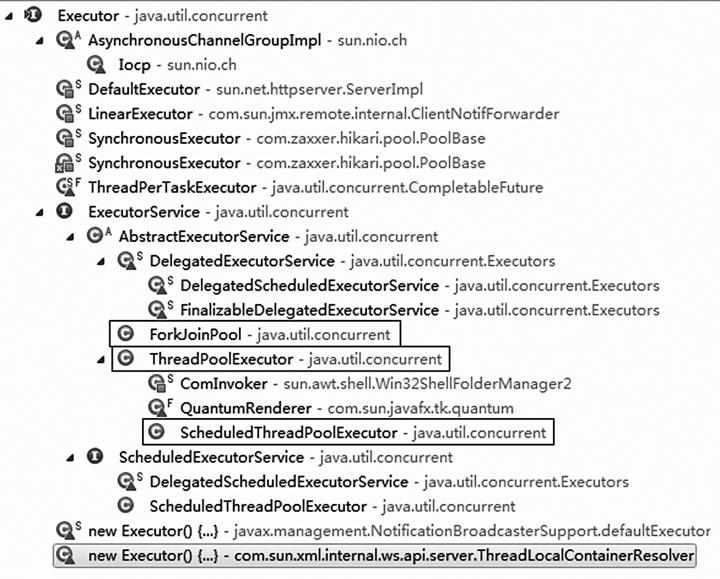 Executor - java.util.concurrent
AsynchronousChannelGroupImpl - sun.nio.ch
Iocp - sun.nio.ch
DefaultExecutor - sun.net.httpserver.ServerImpl
LinearExecutor - com.sun.jmx.remote.internal.ClientNotifForwarder
SynchronousExecutor - com.zaxxer.hikari.pool.PoolBase
SynchronousExecutor - com.zaxxer.hikari.pool.PoolBase
ThreadPerTaskExecutor - java.util.concurrent.CompletableFuture
ExecutorService - java.util.concurrent
AbstractExecutorService - java.util.concurrent
DelegatedExecutorService - java.util.concurrent.Executors
DelegatedScheduledExecutorService - java.util.concurrent.Executors
FinalizableDelegatedExecutorService - java.util.concurrent.Executors
ForkJoinPool - java.util.concurrent
ThreadPoolExecutor - java.util.concurrent
ComInvoker - sun.awt.shell.Win32ShellFolderManager2
QuantumRenderer - com.sun.javafx.tk.quantum
ScheduledThreadPoolExecutor - java.util.concurrent
ScheduledExecutorService - java.util.concurrent
DelegatedScheduledExecutorService - java.util.concurrent.Executors
ScheduledThreadPoolExecutor - java.util.concurrent
new Executor() {...} - javax.management.NotificationBroadcasterSupport.defaultExecutor
new Executor() {...} - com.sun.xml.internal.ws.api.server.ThreadLocalContainerResolver